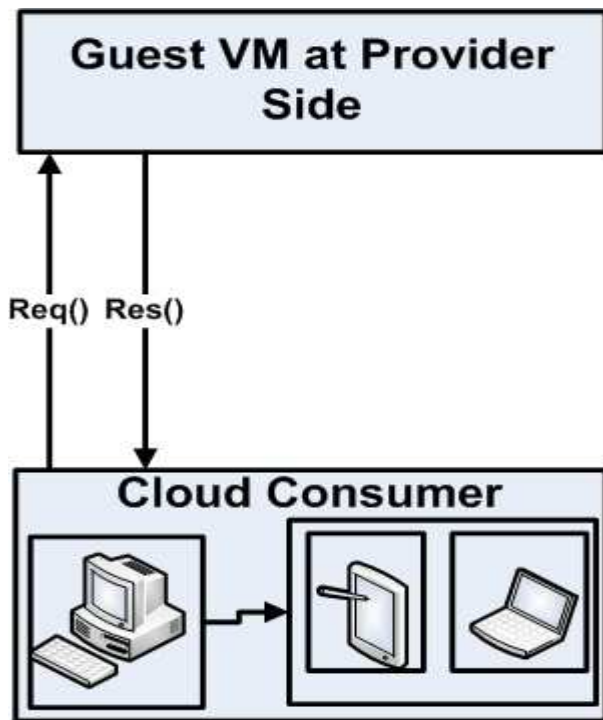 Guest VM at Provider
Side
Req() Res()
Cloud Consumer